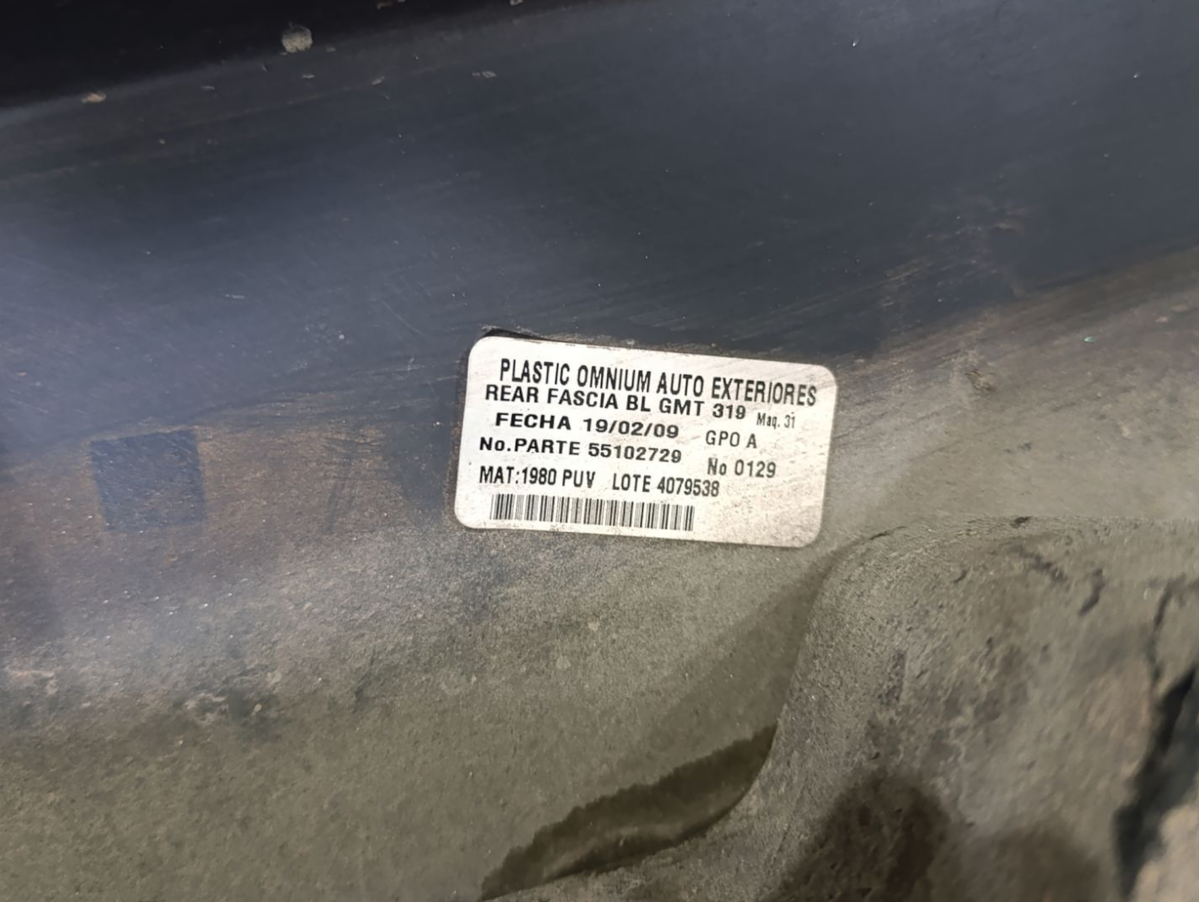 PLASTIC OMNIUM AUTO EXTERIORES
REAR FASCIA BL GMT 319 Maq. 31
FECHA 19/02/09 GPO A
No.PARTE 55102729 No 0129
MAT:1980 PUV LOTE 4079538